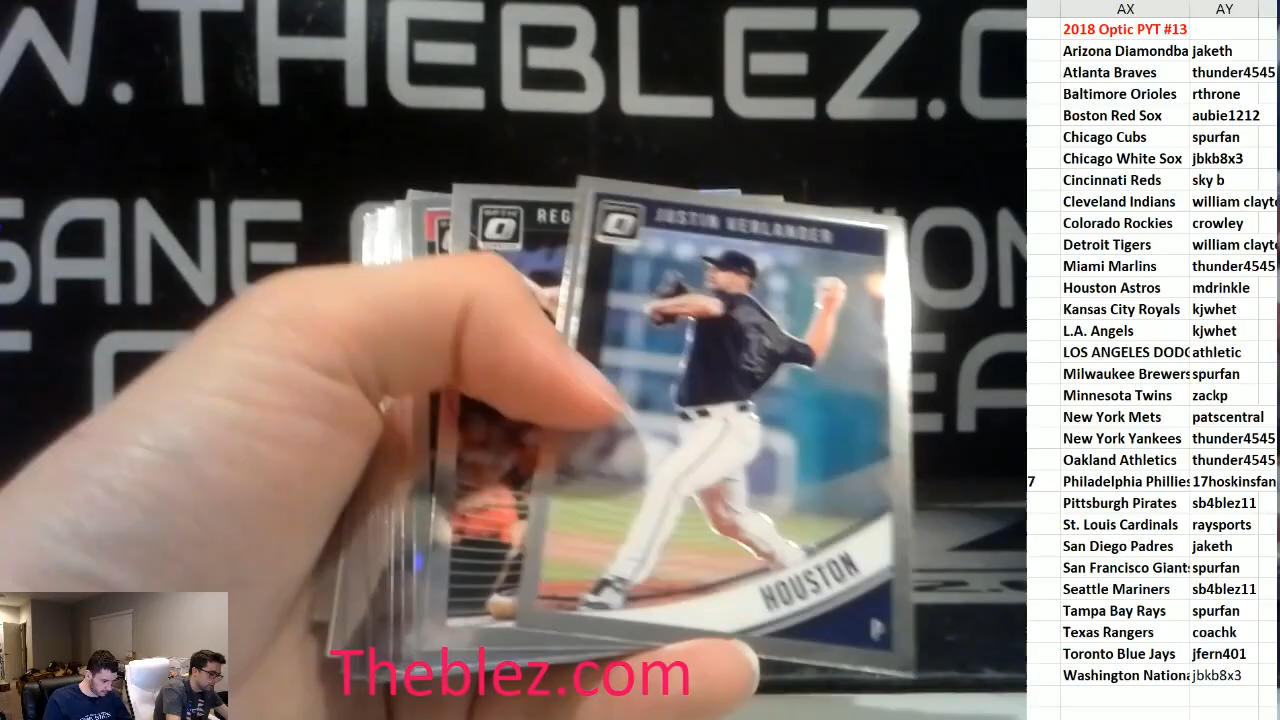 W.THEBLEZ.C
SANE
ON
REG
JUSTIN VERLANDER
HOUSTON
P
Theblez.com
AX AY
2018 Optic PYT #13
Arizona Diamondba jaketh
Atlanta Braves thunder4545
Baltimore Orioles rthrone
Boston Red Sox aubie1212
Chicago Cubs spurfan
Chicago White Sox jbkb8x3
Cincinnati Reds sky b
Cleveland Indians william clayt
Colorado Rockies crowley
Detroit Tigers william clayt
Miami Marlins thunder4545
Houston Astros mdrinkle
Kansas City Royals kjwhet
L.A. Angels kjwhet
LOS ANGELES DODG athletic
Milwaukee Brewers spurfan
Minnesota Twins zackp
New York Mets patscentral
New York Yankees thunder4545
Oakland Athletics thunder4545
7 Philadelphia Phillies 17hoskinsfan
Pittsburgh Pirates sb4blez11
St. Louis Cardinals raysports
San Diego Padres jaketh
San Francisco Giants spurfan
Seattle Mariners sb4blez11
Tampa Bay Rays spurfan
Texas Rangers coachk
Toronto Blue Jays jfern401
Washington Nationa jbkb8x3